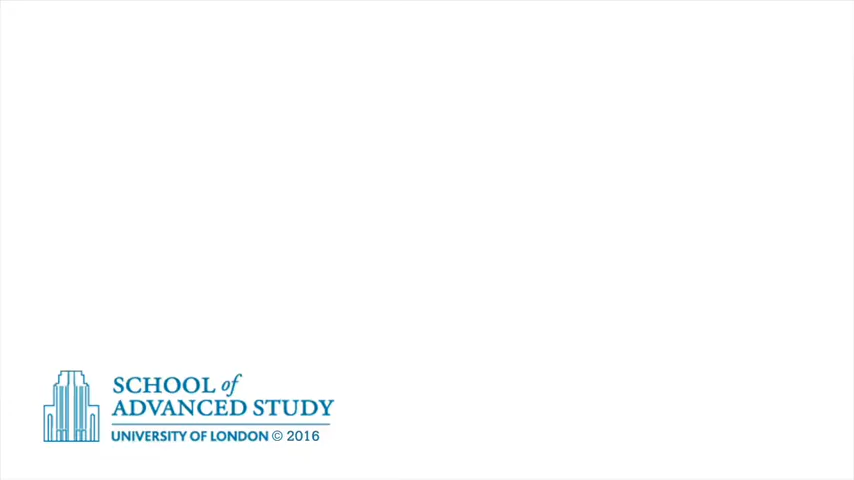 SCHOOL of
ADVANCED STUDY
UNIVERSITY OF LONDON © 2016